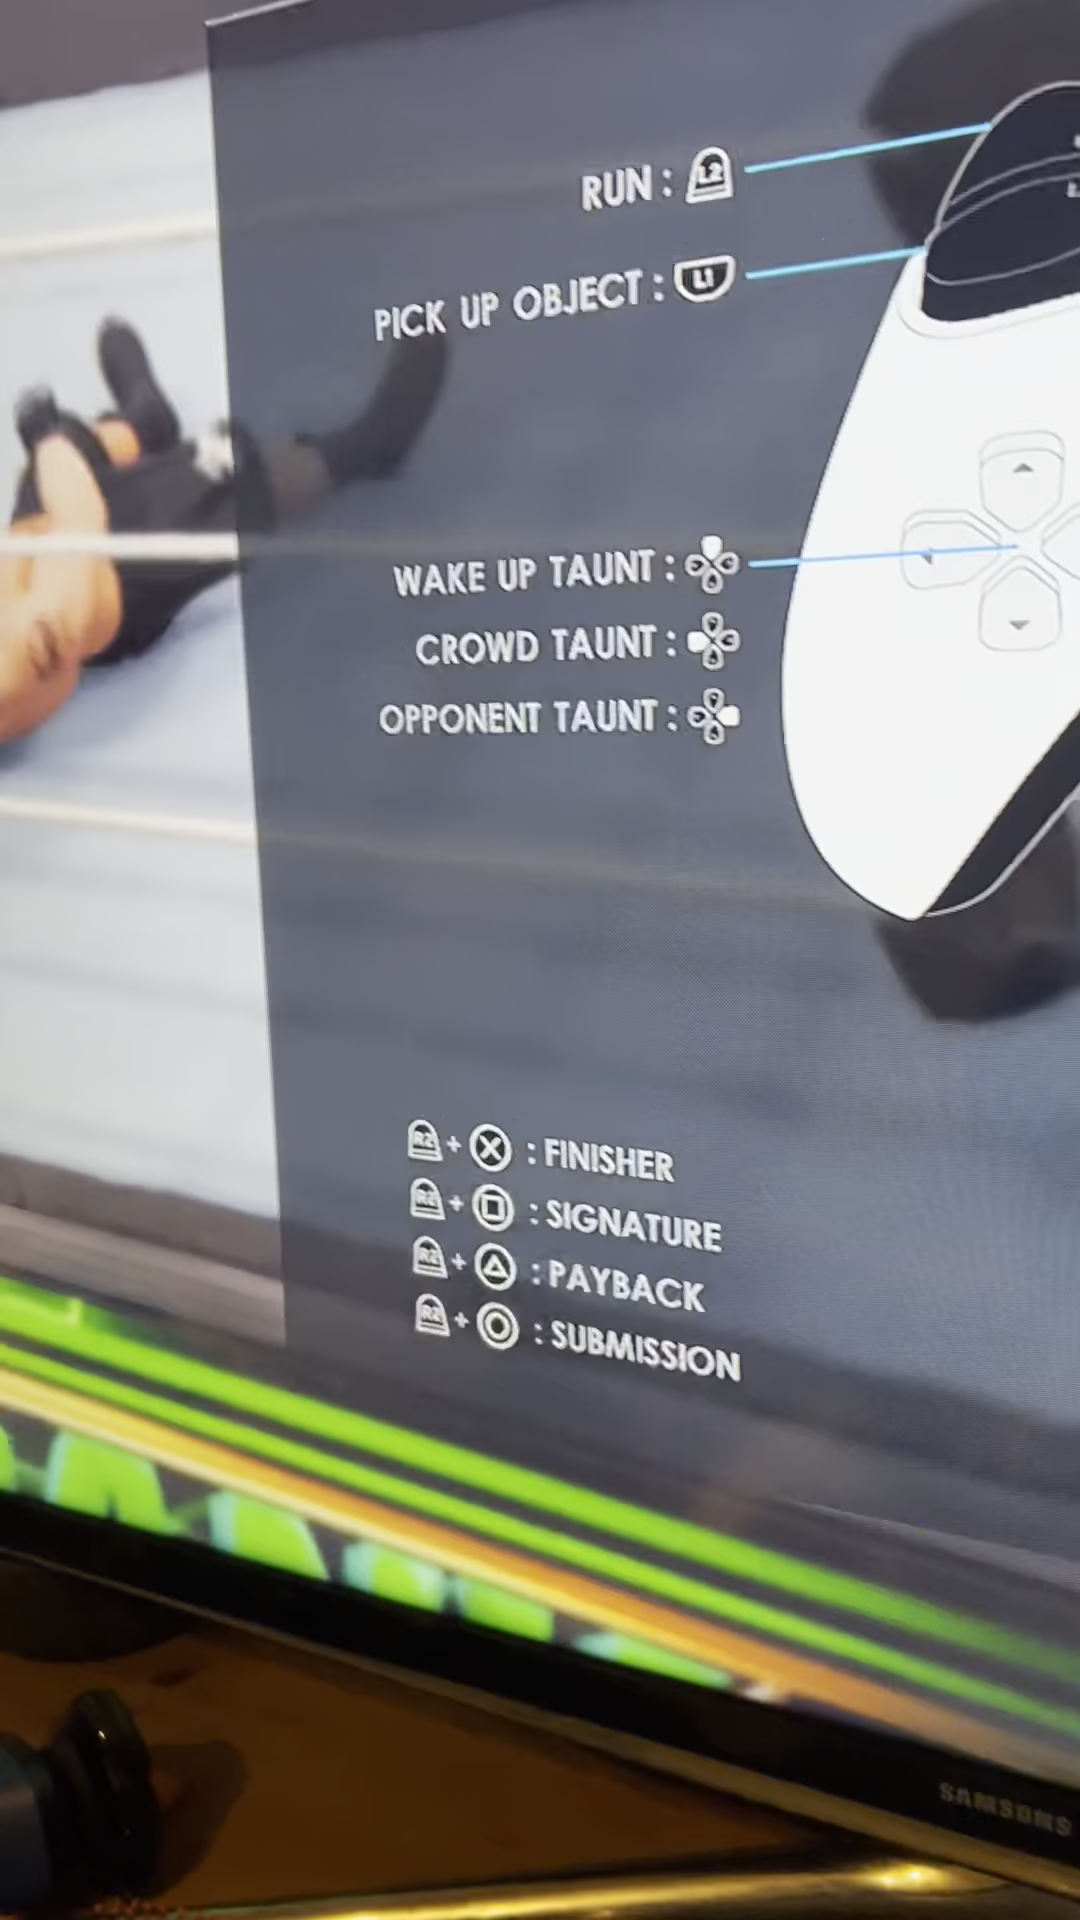 RUN : L2
PICK UP OBJECT : L1
WAKE UP TAUNT :
CROWD TAUNT :
OPPONENT TAUNT :
R2 + : FINISHER
R2 + : SIGNATURE
R2 + : PAYBACK
R2 + : SUBMISSION
SAMSUNG